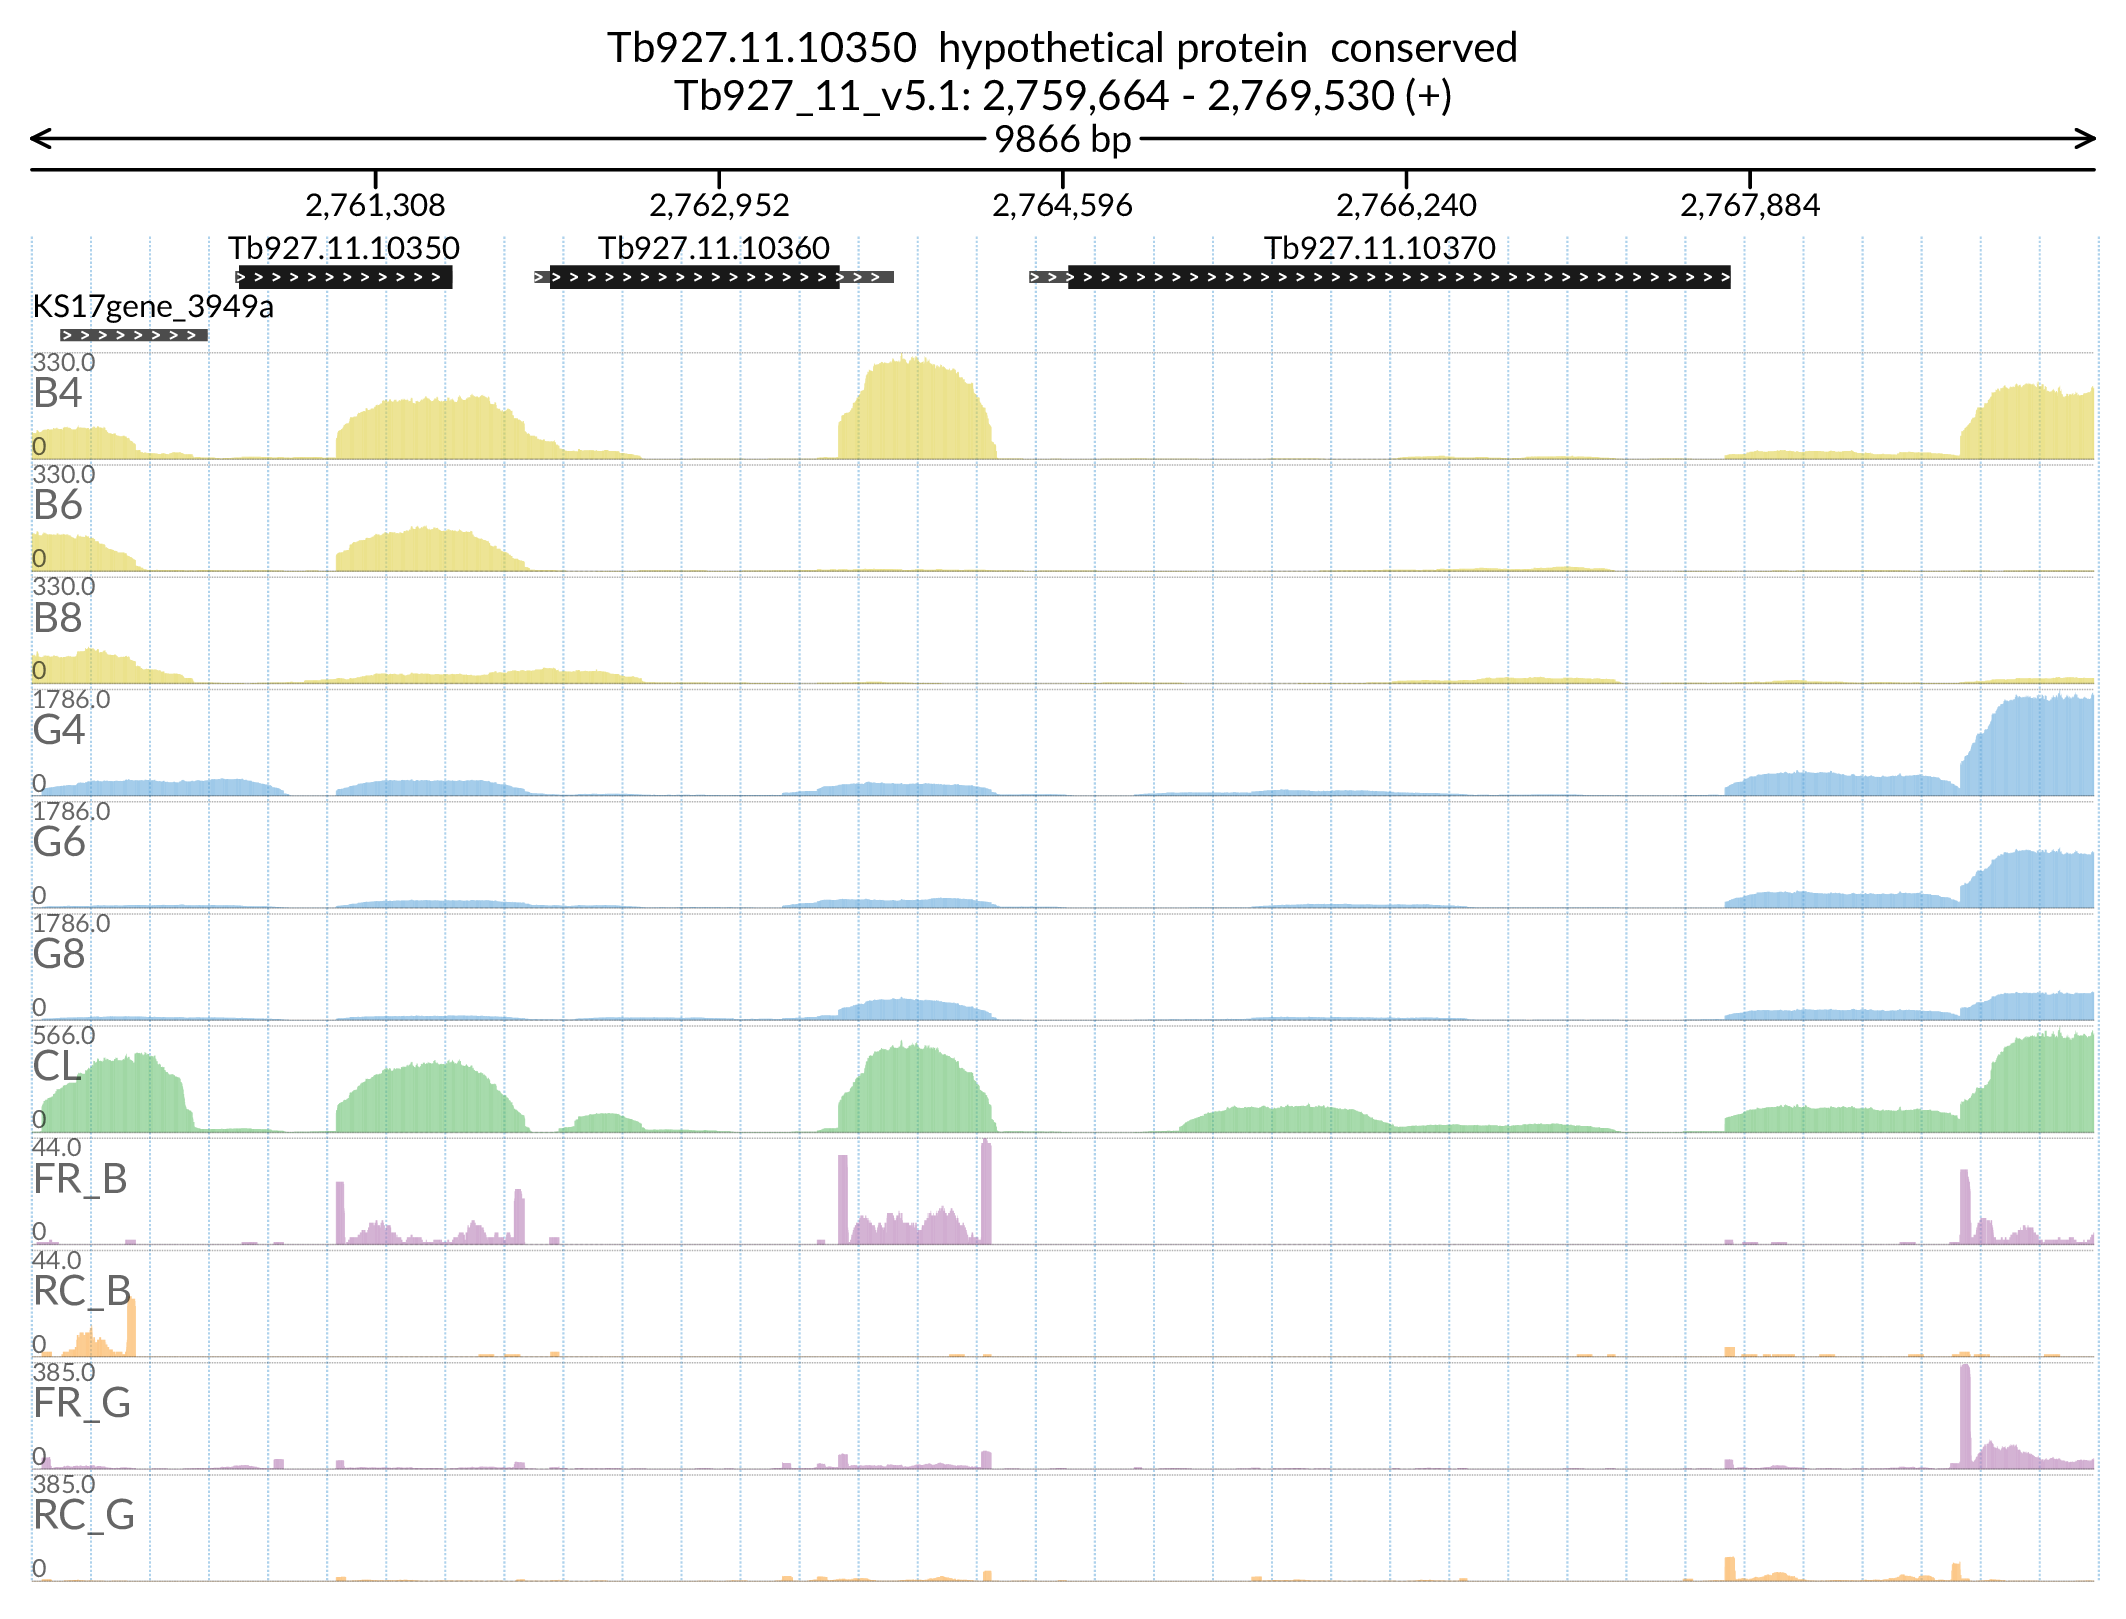 Tb927.11.10350  hypothetical protein  conserved
Tb927_11_v5.1: 2,759,664 - 2,769,530 (+)
9866 bp
2,761,308 2,762,952 2,764,596 2,766,240 2,767,884
Tb927.11.10350 Tb927.11.10360 Tb927.11.10370
KS17gene_3949a
330.0
B4
0
330.0
B6
0
330.0
B8
0
1786.0
G4
0
1786.0
G6
0
1786.0
G8
0
566.0
CL
0
44.0
FR_B
0
44.0
RC_B
0
385.0
FR_G
0
385.0
RC_G
0